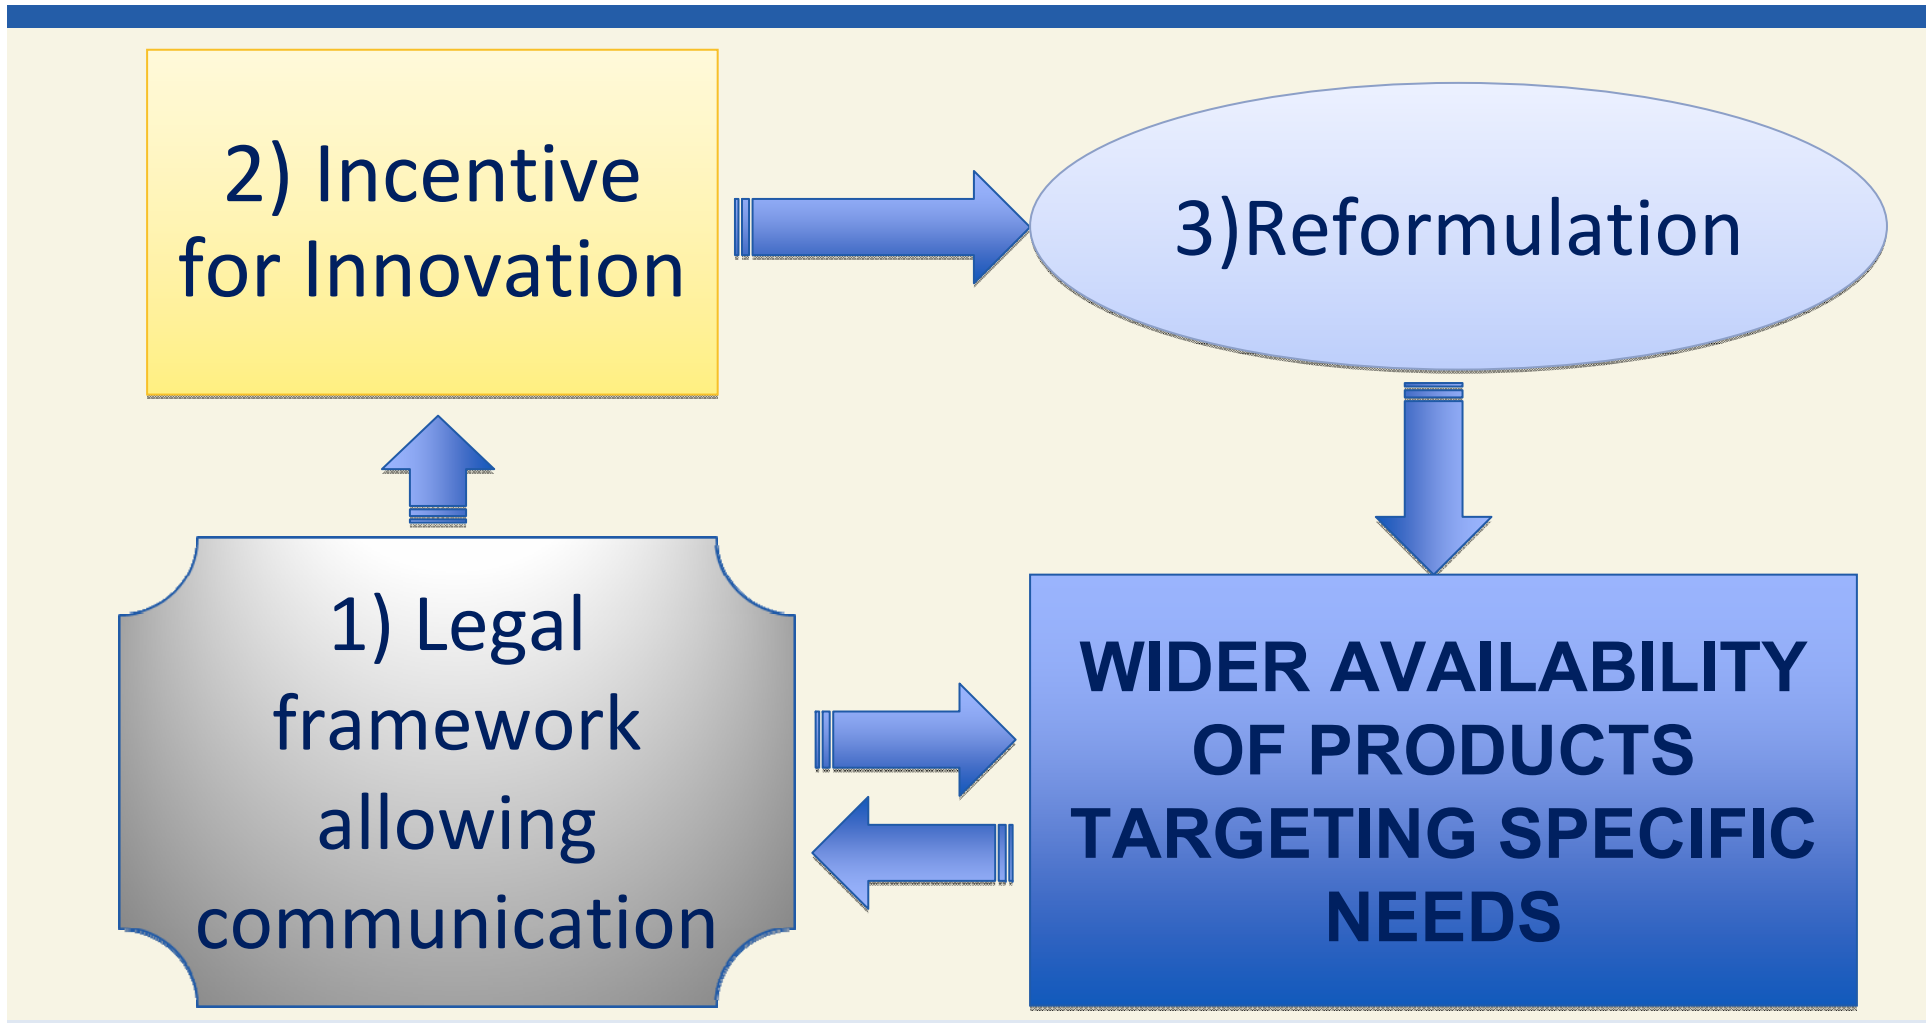 2) Incentive
for Innovation
3)Reformulation
1) Legal
framework
allowing
communication
WIDER AVAILABILITY
OF PRODUCTS
TARGETING SPECIFIC
NEEDS